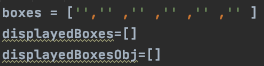 boxes = ['','' ,'' ,'' ,'' ,'' ]
displayedBoxes=[]
displayedBoxesObj=[]